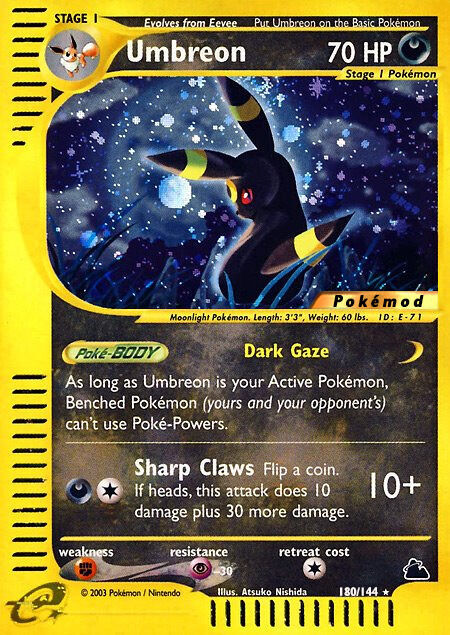 STAGE 1
Evolves from Eevee Put Umbreon on the Basic Pokémon
Umbreon 70 HP
Stage 1 Pokémon
Pokémod
Moonlight Pokémon. Length: 3'3", Weight: 60 lbs. ID: E-71
Poké-BODY Dark Gaze
As long as Umbreon is your Active Pokémon,
Benched Pokémon (yours and your opponent's)
can't use Poké-Powers.
Sharp Claws Flip a coin.
If heads, this attack does 10
damage plus 30 more damage.
10+
weakness resistance retreat cost
-30
© 2003 Pokémon / Nintendo Illus. Atsuko Nishida 180/144 ★
e